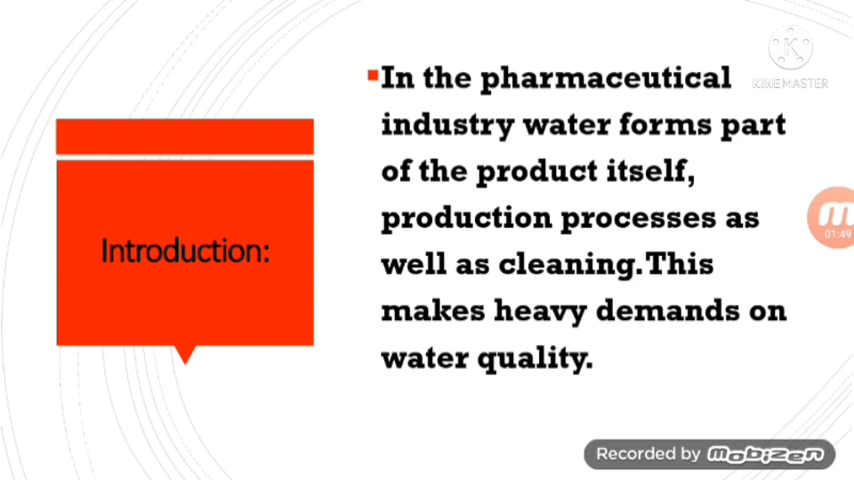 In the pharmaceutical
industry water forms part
of the product itself,
production processes as
well as cleaning.This
makes heavy demands on
water quality.
Introduction:
K
KINEMASTER
m
01:49
Recorded by mobizen